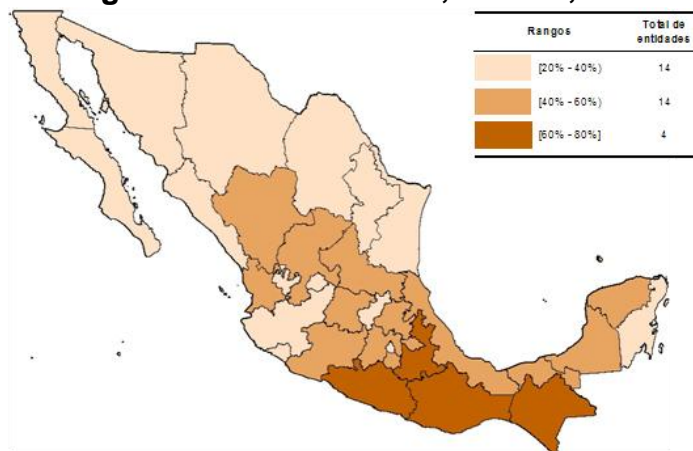 Rangos Total de entidades
[20% - 40%) 14
[40% - 60%) 14
[60% - 80%] 4